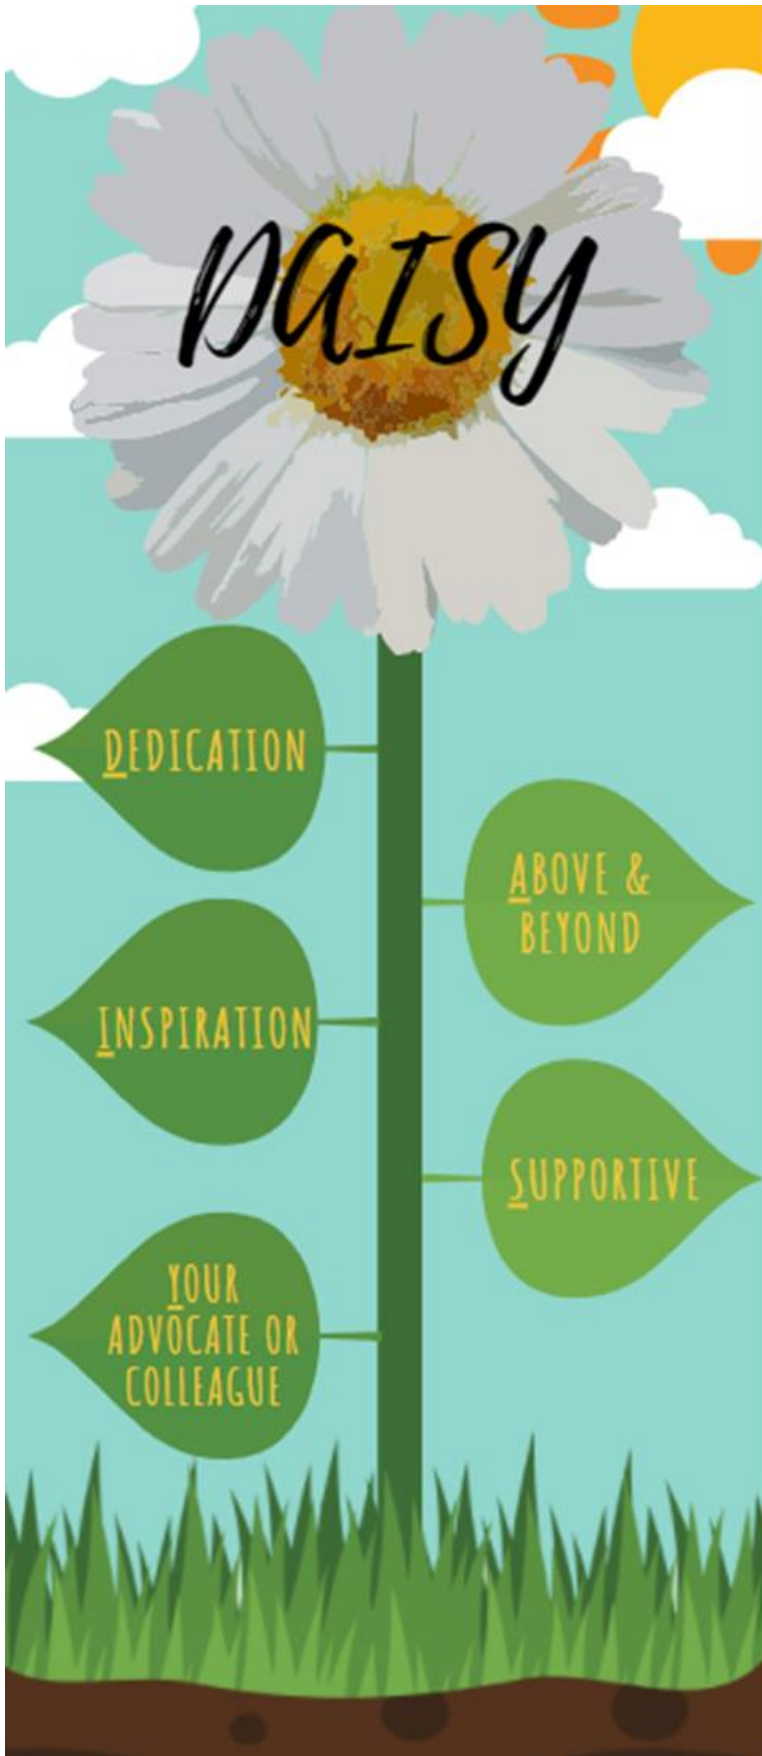 DAISY
DEDICATION
ABOVE &
BEYOND
INSPIRATION
SUPPORTIVE
YOUR
ADVOCATE OR
COLLEAGUE